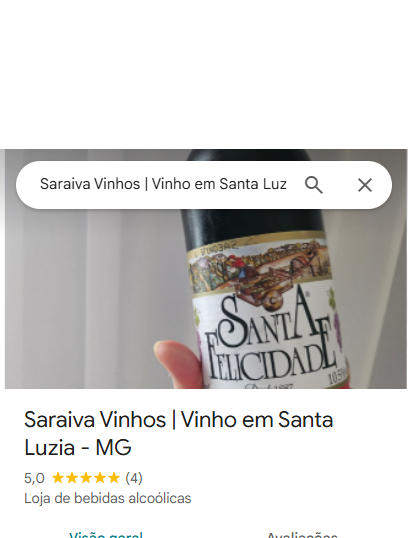 Saraiva Vinhos | Vinho em Santa Luz
SANTA
FELICIDADE
Saraiva Vinhos | Vinho em Santa
Luzia - MG
5,0 ★★★★★ (4)
Loja de bebidas alcoólicas
Visão geral Avaliações